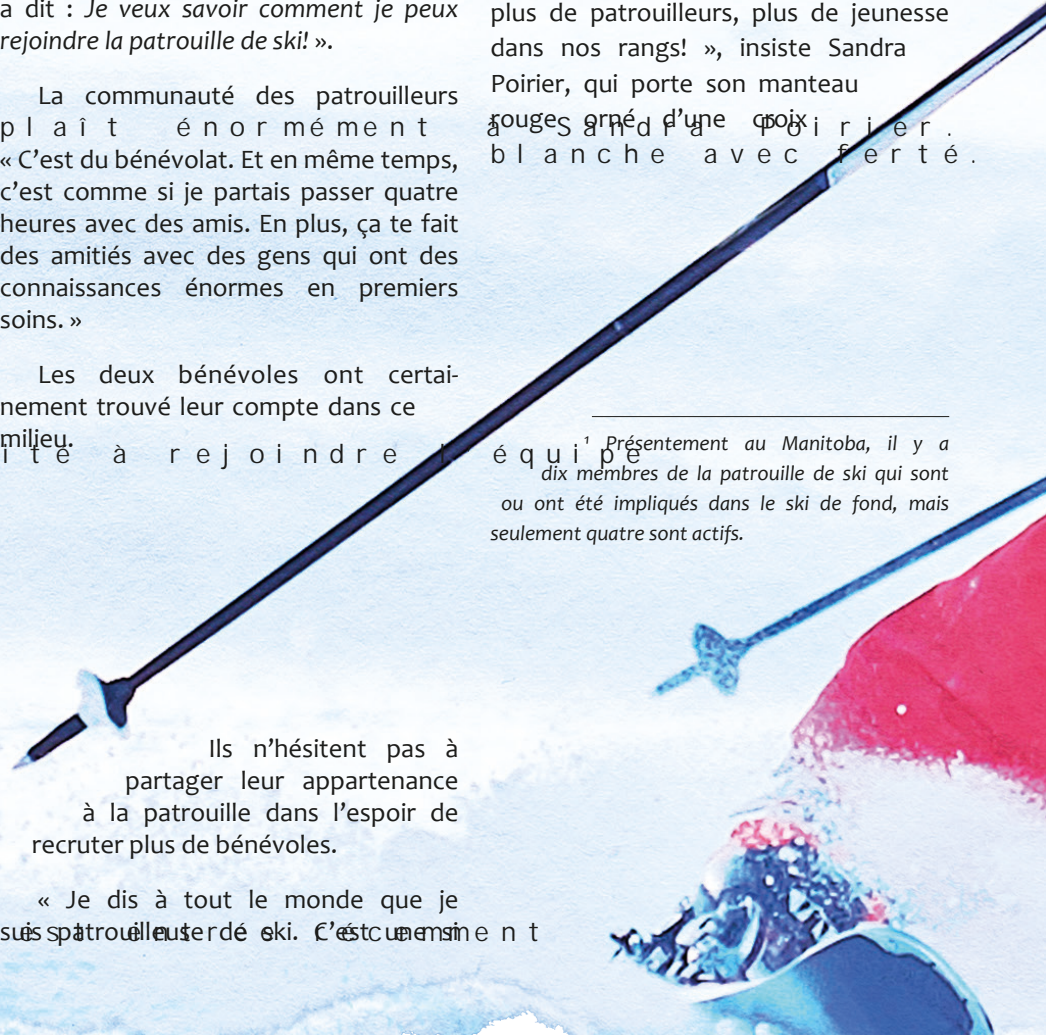 a dit : Je veux savoir comment je peux
rejoindre la patrouille de ski! ».
La communauté des patrouilleurs
plaît énormément à Sandra Poirier.
« C'est du bénévolat. Et en même temps,
c'est comme si je partais passer quatre
heures avec des amis. En plus, ça te fait
des amitiés avec des gens qui ont des
connaissances énormes en premiers
soins. »
Les deux bénévoles ont certai-
nement trouvé leur compte dans ce
milieu.
ité à rejoindre l'équipe
Ils n'hésitent pas à
partager leur appartenance
à la patrouille dans l'espoir de
recruter plus de bénévoles.
« Je dis à tout le monde que je
suis patrouilleuse de ski. C'est une
récemment
plus de patrouilleurs, plus de jeunesse
dans nos rangs! », insiste Sandra
Poirier, qui porte son manteau
rouge orné d'une croix
blanche avec ferté.
¹ Présentement au Manitoba, il y a
dix membres de la patrouille de ski qui sont
ou ont été impliqués dans le ski de fond, mais
seulement quatre sont actifs.